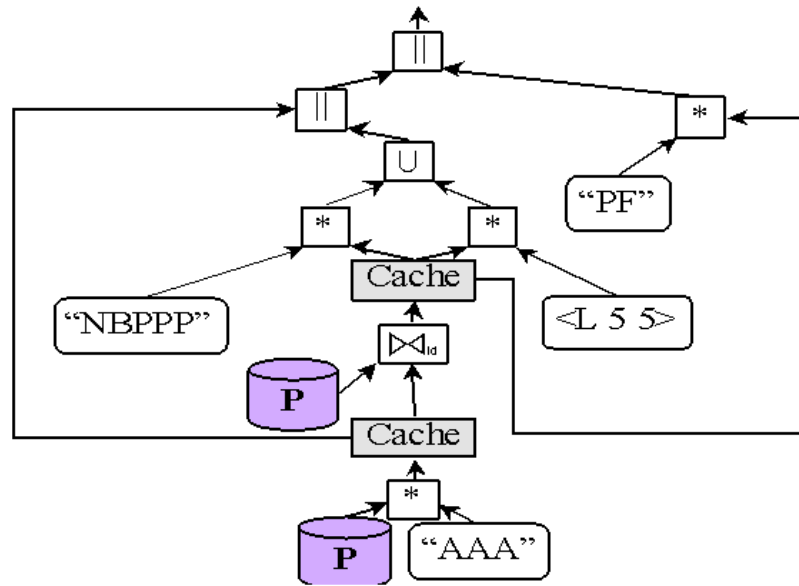 ||
||
*
∪
“PF”
*
*
Cache
“NBPPP”
<L 5 5>
⋈id
P
Cache
*
P
“AAA”